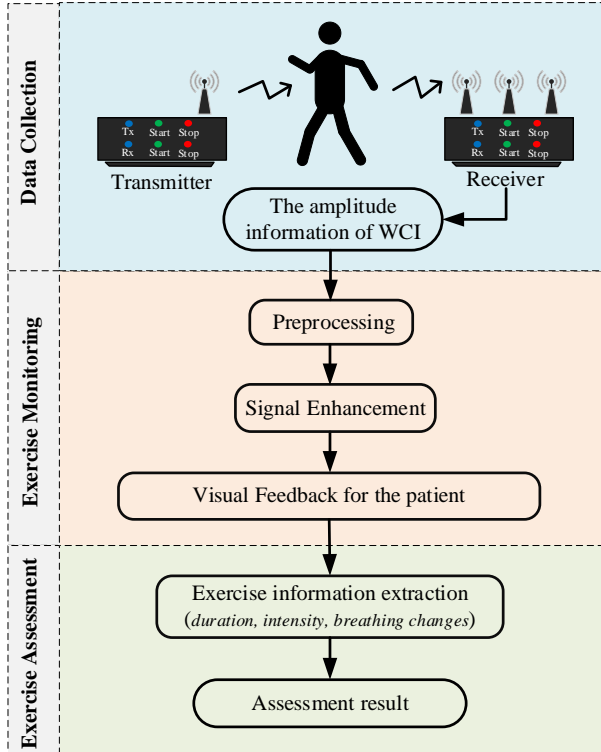 Data Collection
Tx Start Stop
Rx Start Stop
Transmitter
Tx Start Stop
Rx Start Stop
Receiver
The amplitude
information of WCI
Exercise Monitoring
Preprocessing
Signal Enhancement
Visual Feedback for the patient
Exercise Assessment
Exercise information extraction
(duration, intensity, breathing changes)
Assessment result